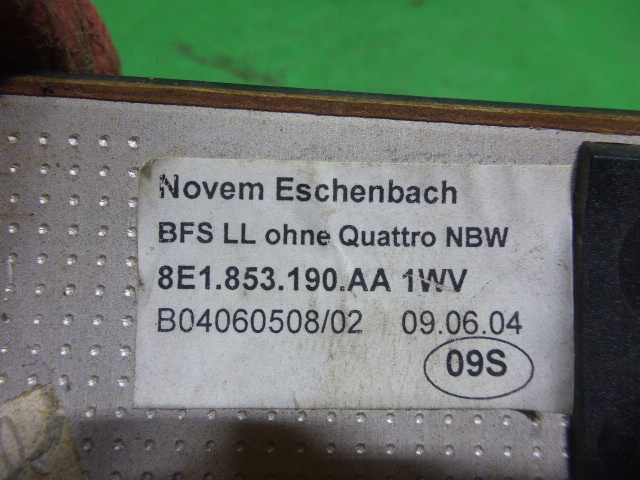 Novem Eschenbach
BFS LL ohne Quattro NBW
8E1.853.190.AA 1WV
B04060508/02 09.06.04
09S